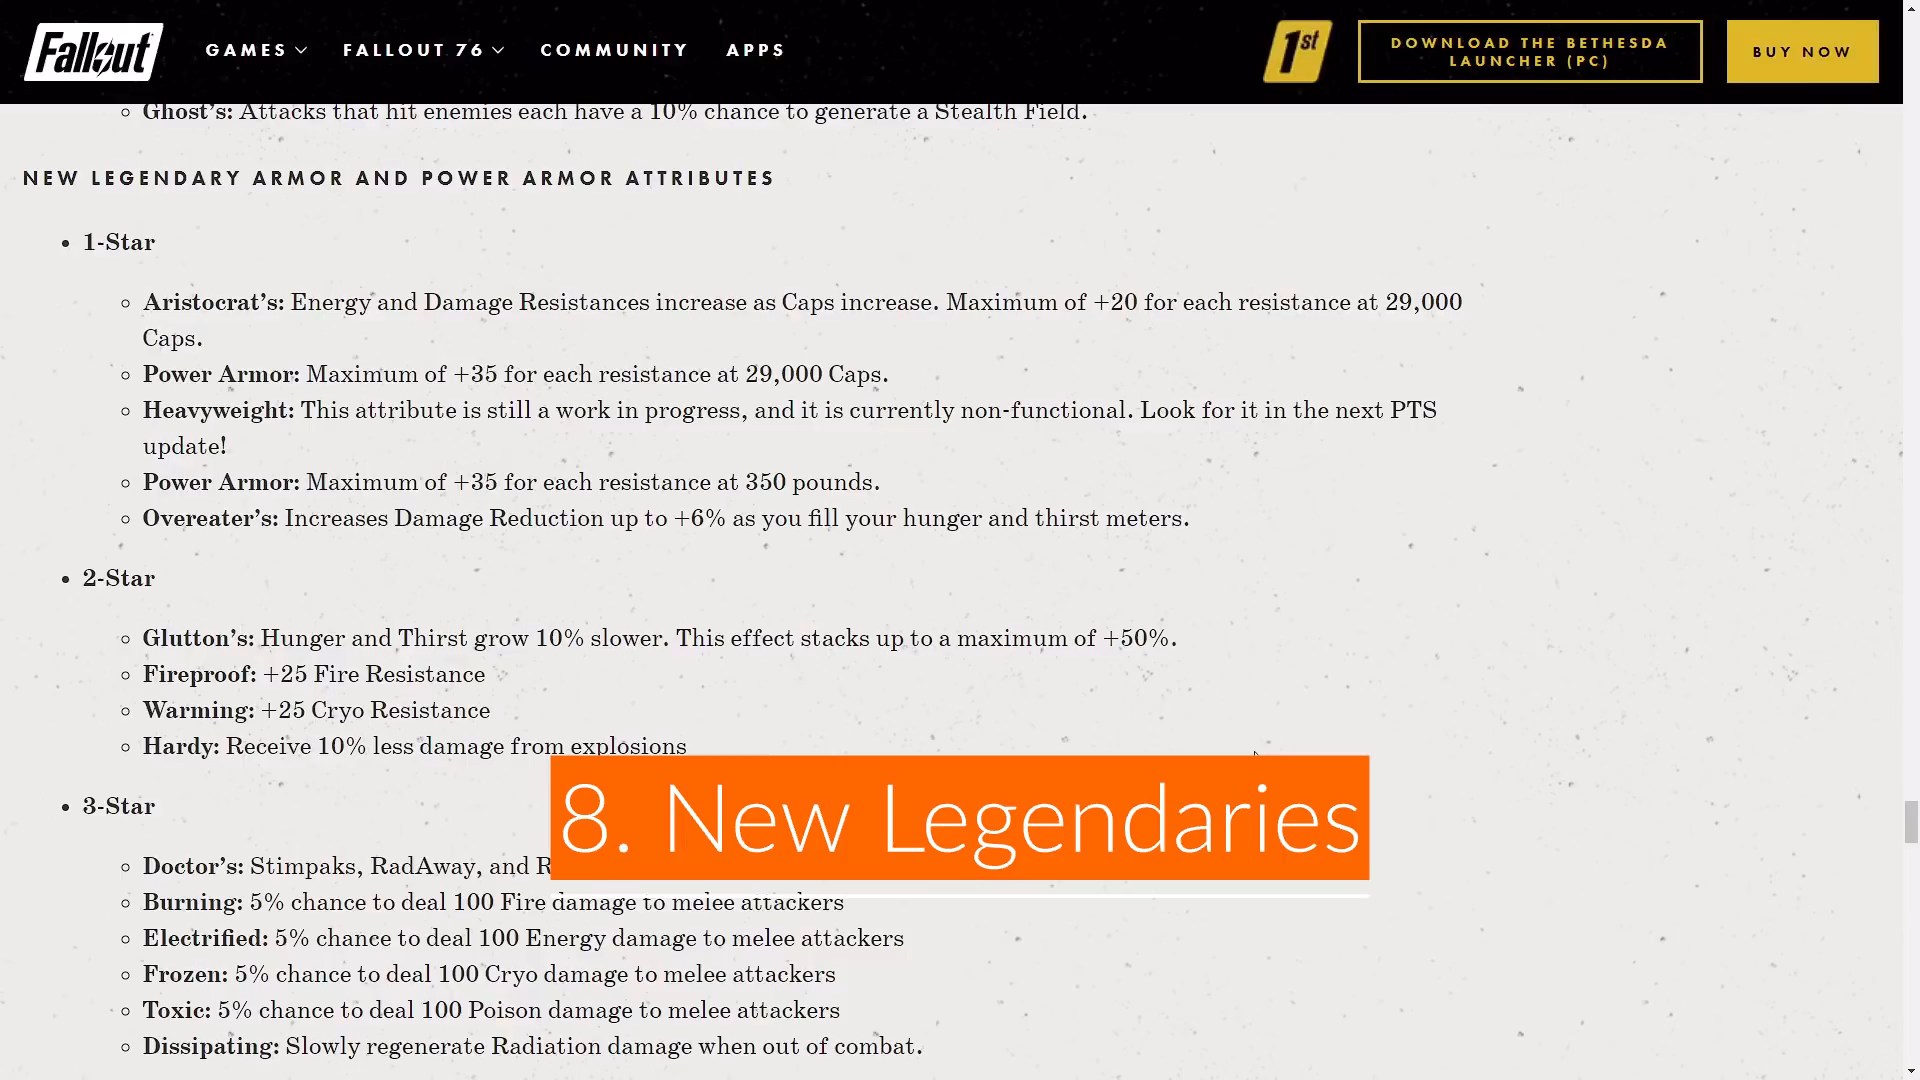 Fallout
GAMES
FALLOUT 76
COMMUNITY
APPS
1st
DOWNLOAD THE BETHESDA
LAUNCHER (PC)
BUY NOW
Ghost's: Attacks that hit enemies each have a 10% chance to generate a Stealth Field.
NEW LEGENDARY ARMOR AND POWER ARMOR ATTRIBUTES
• 1-Star
◦ Aristocrat's: Energy and Damage Resistances increase as Caps increase. Maximum of +20 for each resistance at 29,000
Caps.
◦ Power Armor: Maximum of +35 for each resistance at 29,000 Caps.
◦ Heavyweight: This attribute is still a work in progress, and it is currently non-functional. Look for it in the next PTS
update!
◦ Power Armor: Maximum of +35 for each resistance at 350 pounds.
◦ Overeater's: Increases Damage Reduction up to +6% as you fill your hunger and thirst meters.
• 2-Star
◦ Glutton's: Hunger and Thirst grow 10% slower. This effect stacks up to a maximum of +50%.
◦ Fireproof: +25 Fire Resistance
◦ Warming: +25 Cryo Resistance
◦ Hardy: Receive 10% less damage from explosions
• 3-Star
8. New Legendaries
◦ Doctor's: Stimpaks, RadAway, and R
◦ Burning: 5% chance to deal 100 Fire damage to melee attackers
◦ Electrified: 5% chance to deal 100 Energy damage to melee attackers
◦ Frozen: 5% chance to deal 100 Cryo damage to melee attackers
◦ Toxic: 5% chance to deal 100 Poison damage to melee attackers
◦ Dissipating: Slowly regenerate Radiation damage when out of combat.